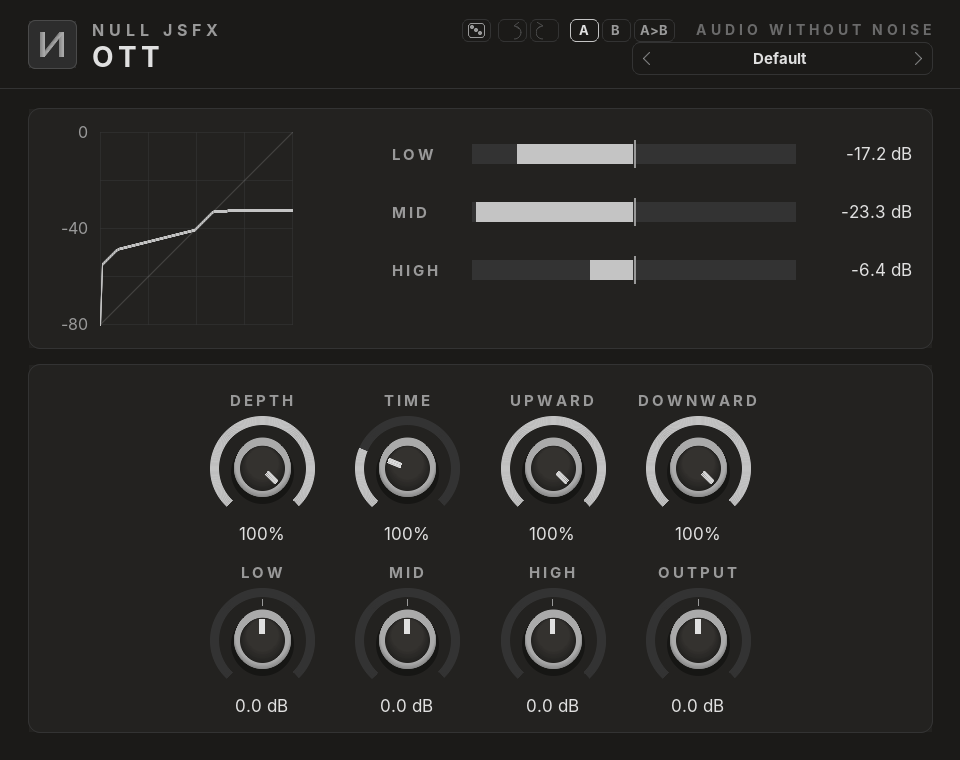 NULL JSFX
OTT
A B A>B AUDIO WITHOUT NOISE
Default
0
-40
-80
LOW -17.2 dB
MID -23.3 dB
HIGH -6.4 dB
DEPTH TIME UPWARD DOWNWARD
100% 100% 100% 100%
LOW MID HIGH OUTPUT
0.0 dB 0.0 dB 0.0 dB 0.0 dB